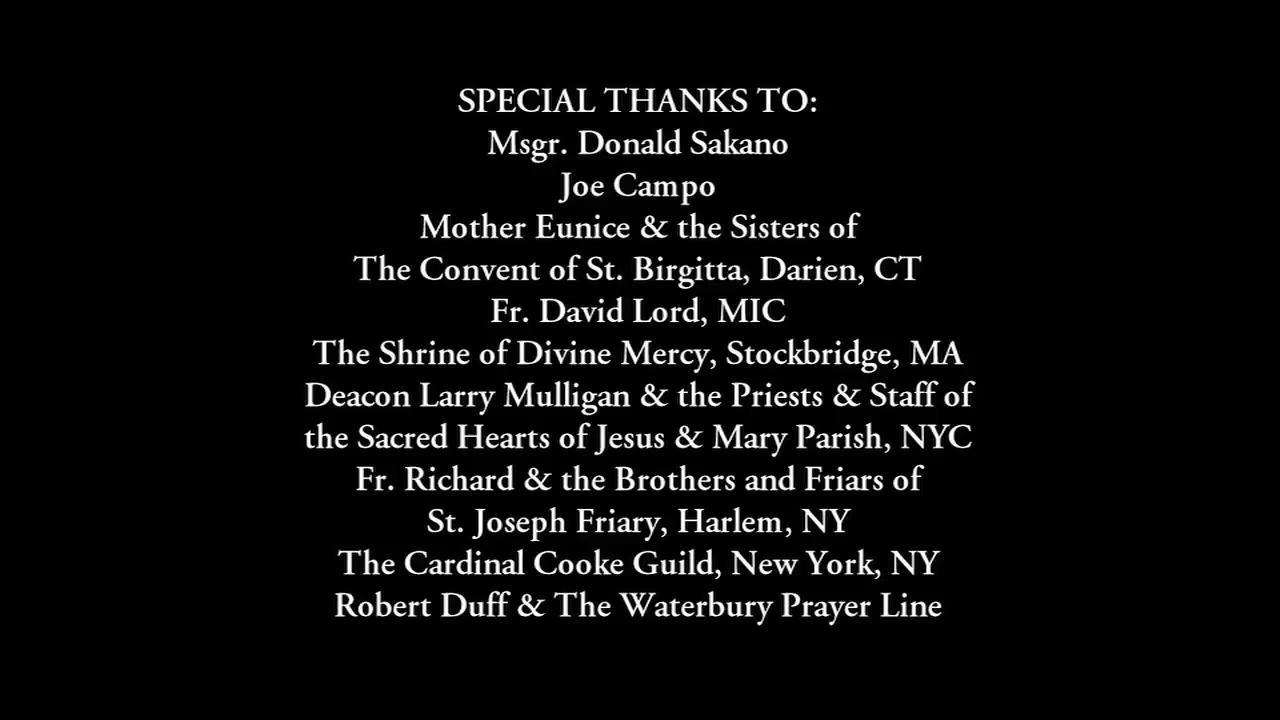 SPECIAL THANKS TO:
Msgr. Donald Sakano
Joe Campo
Mother Eunice & the Sisters of
The Convent of St. Birgitta, Darien, CT
Fr. David Lord, MIC
The Shrine of Divine Mercy, Stockbridge, MA
Deacon Larry Mulligan & the Priests & Staff of
the Sacred Hearts of Jesus & Mary Parish, NYC
Fr. Richard & the Brothers and Friars of
St. Joseph Friary, Harlem, NY
The Cardinal Cooke Guild, New York, NY
Robert Duff & The Waterbury Prayer Line